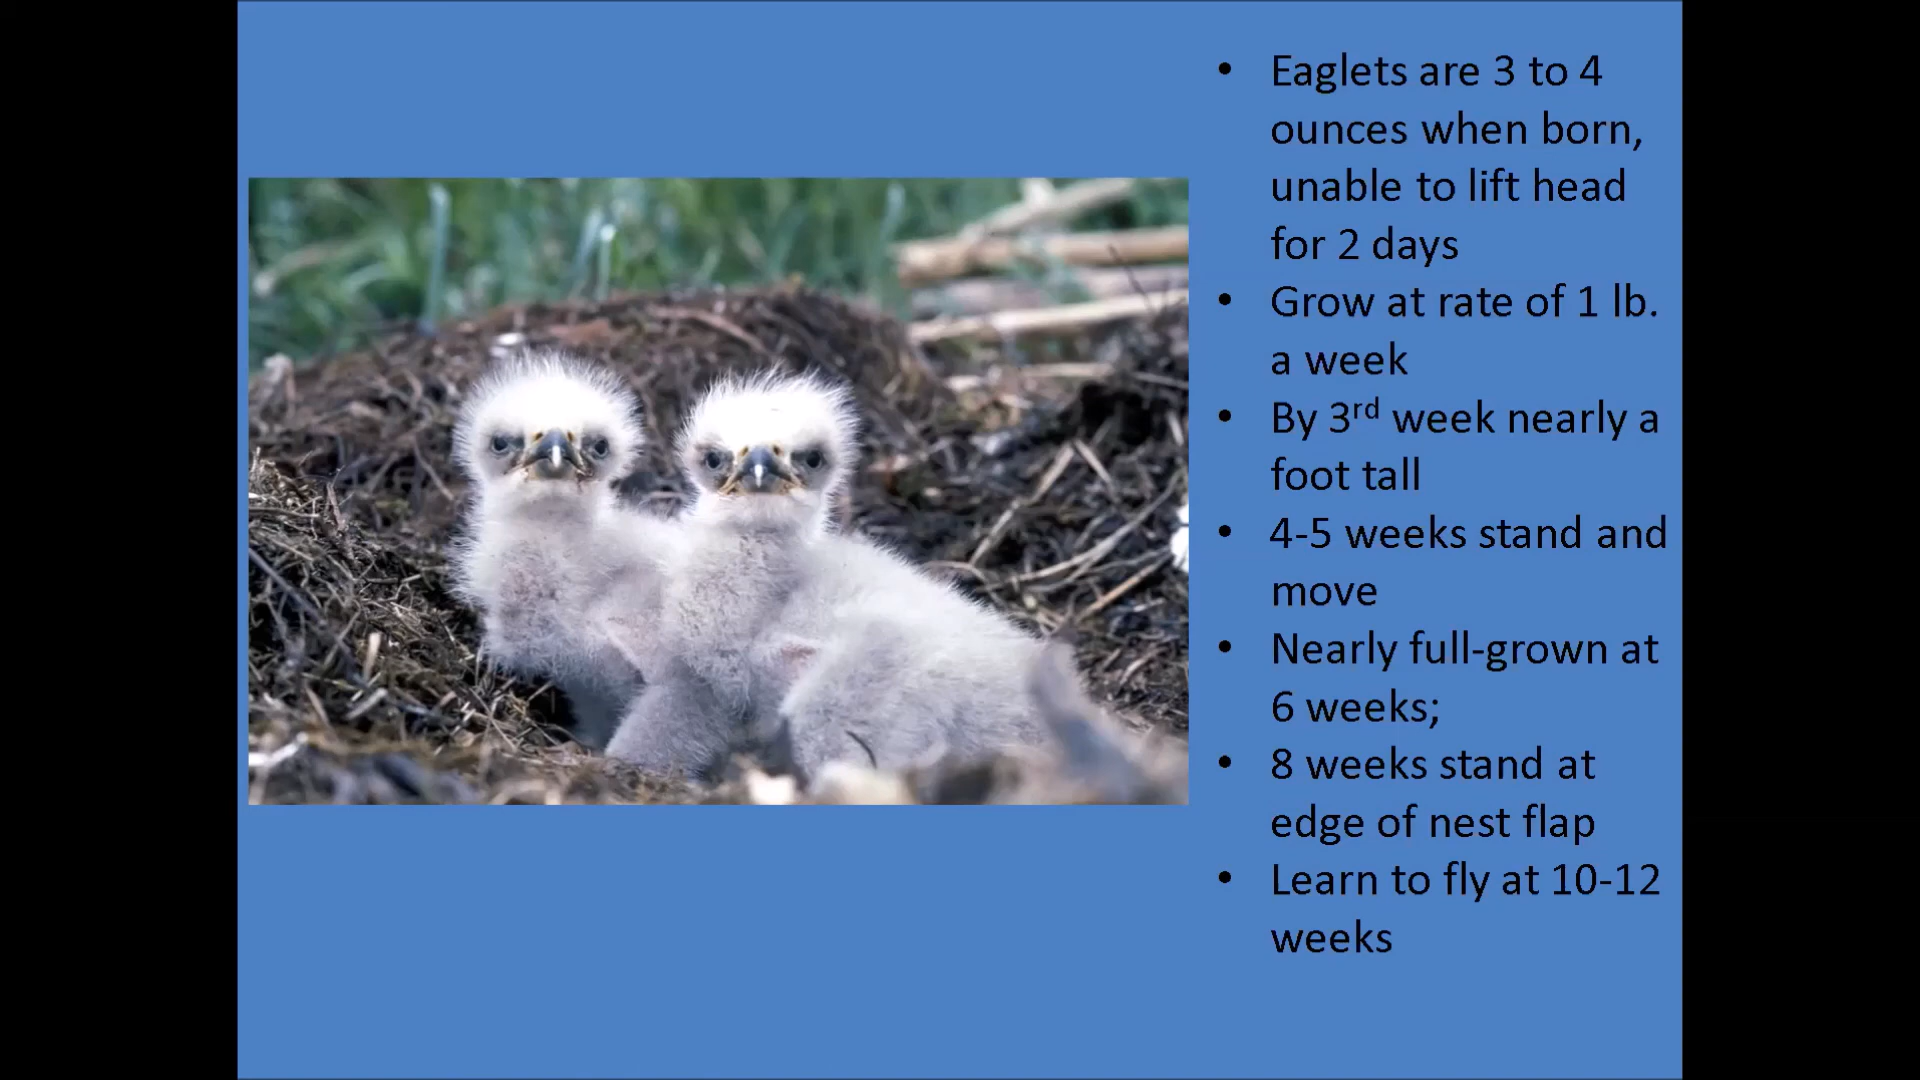 • Eaglets are 3 to 4
ounces when born,
unable to lift head
for 2 days
• Grow at rate of 1 lb.
a week
• By 3rd week nearly a
foot tall
• 4-5 weeks stand and
move
• Nearly full-grown at
6 weeks;
• 8 weeks stand at
edge of nest flap
• Learn to fly at 10-12
weeks